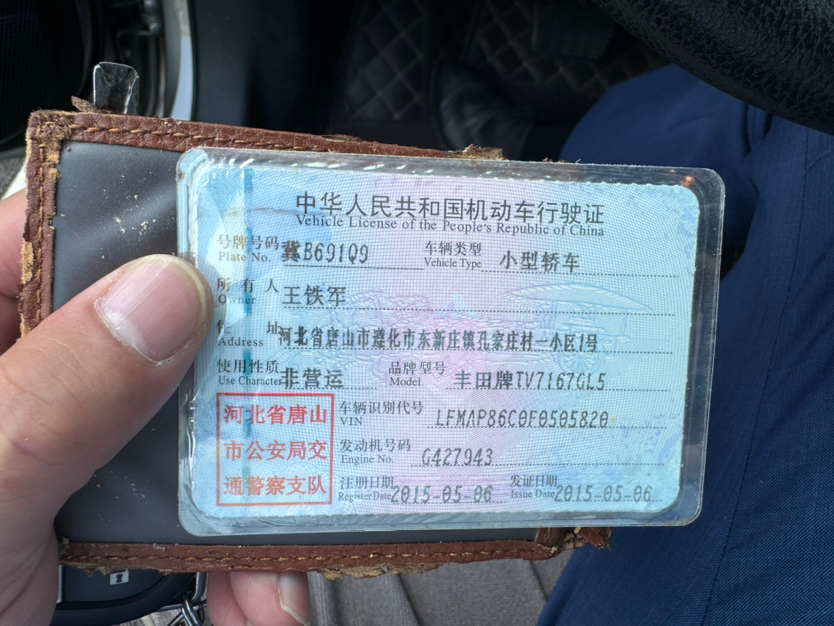 中华人民共和国机动车行驶证
Vehicle License of the People's Republic of China
号牌号码 冀B691Q9 车辆类型 小型轿车
Plate No. Vehicle Type
所有人 王铁军
Owner
住址 河北省唐山市遵化市东新庄镇孔家庄村一小区1号
Address
使用性质 非营运 品牌型号 丰田牌TV7167GL5
Use Character Model
河北省唐山
市公安局交
通警察支队
车辆识别代号 LFMAP86C0F0505820
VIN
发动机号码 G427943
Engine No.
注册日期 2015-05-06 发证日期 2015-05-06
Register Date Issue Date